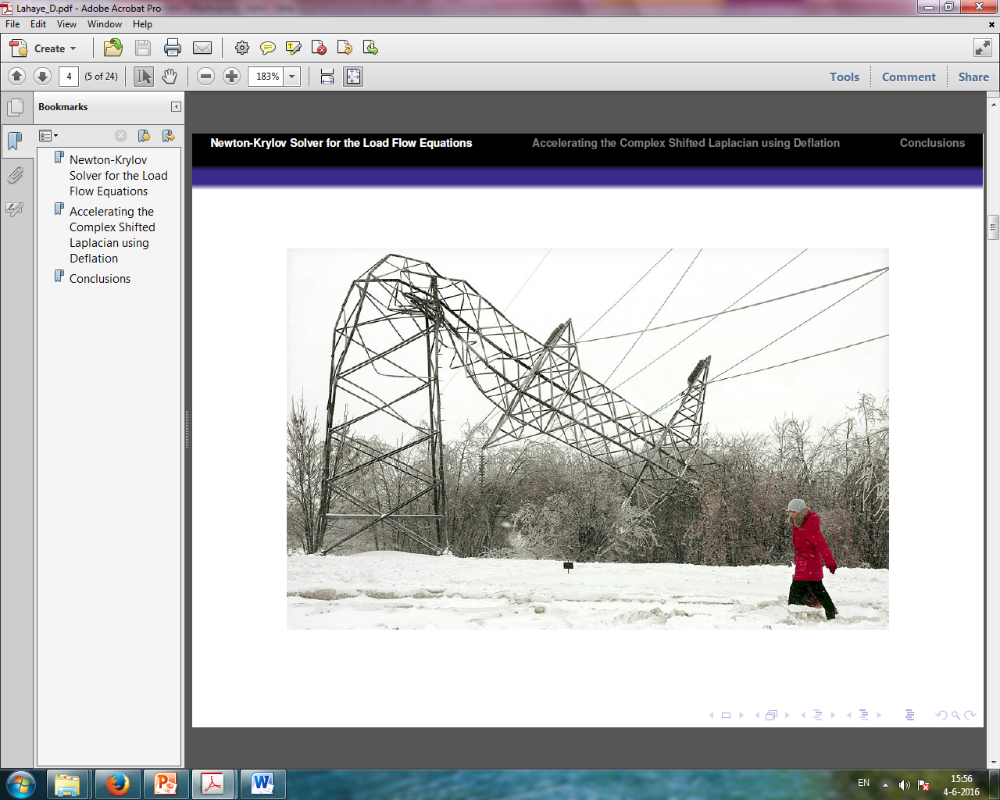 Lahaye_D.pdf - Adobe Acrobat Pro
File Edit View Window Help
Create
4 (5 of 24) 183% Tools Comment Share
Bookmarks
Newton-Krylov
Solver for the Load
Flow Equations
Accelerating the
Complex Shifted
Laplacian using
Deflation
Conclusions
Newton-Krylov Solver for the Load Flow Equations Accelerating the Complex Shifted Laplacian using Deflation Conclusions
EN 15:56
4-6-2016